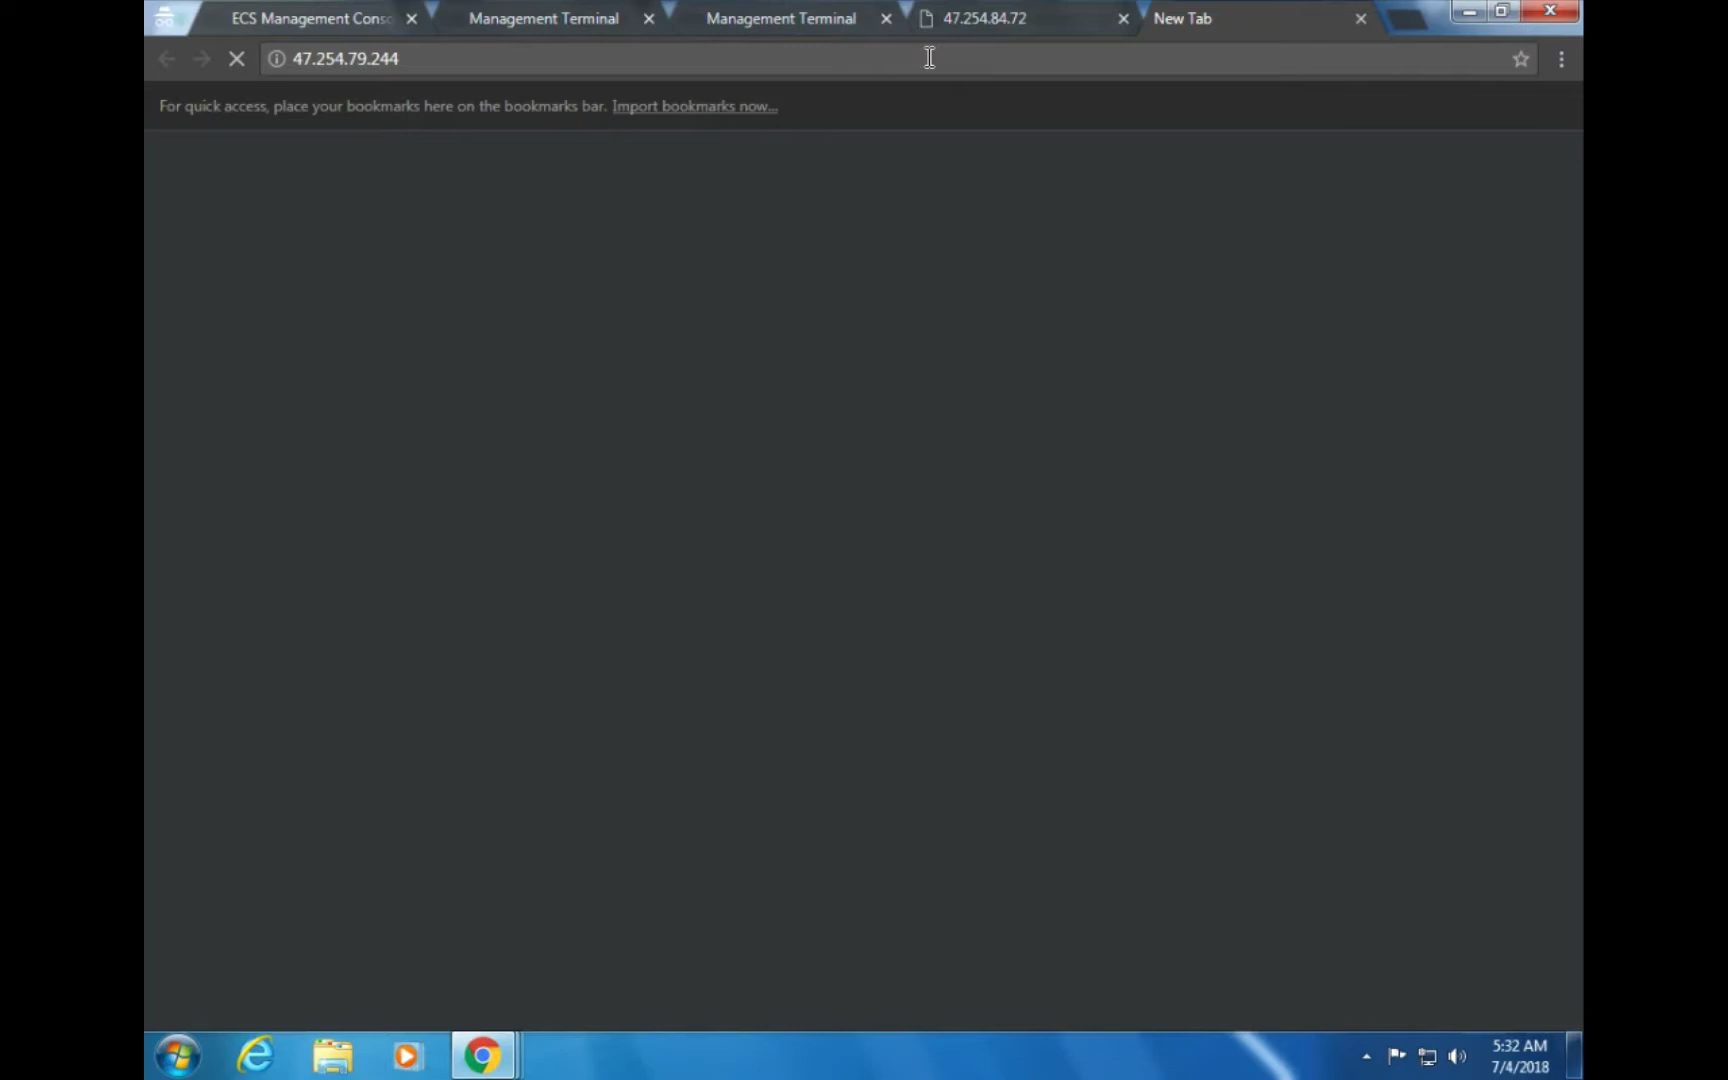 ECS Management Conso
Management Terminal
Management Terminal
47.254.84.72
New Tab
47.254.79.244
For quick access, place your bookmarks here on the bookmarks bar. Import bookmarks now...
5:32 AM
7/4/2018